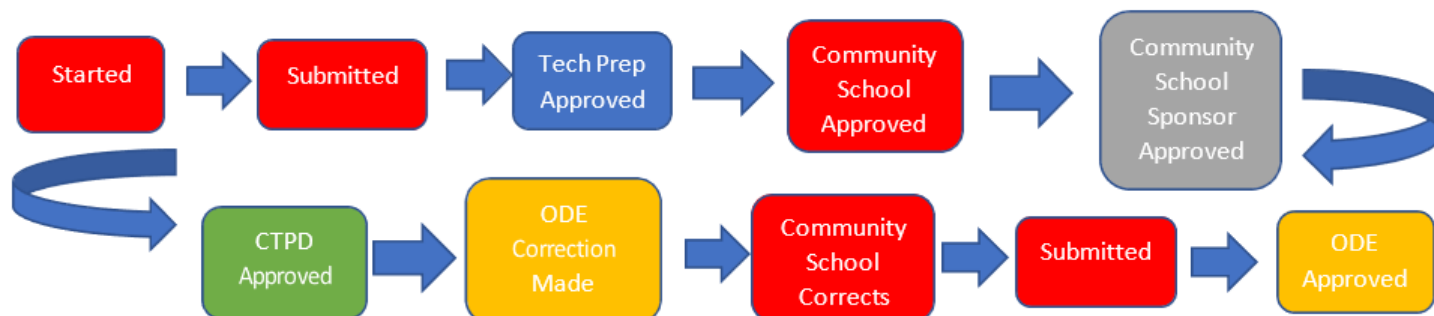 Started
Submitted
Tech Prep
Approved
Community
School
Approved
Community
School
Sponsor
Approved
CTPD
Approved
ODE
Correction
Made
Community
School
Corrects
Submitted
ODE
Approved